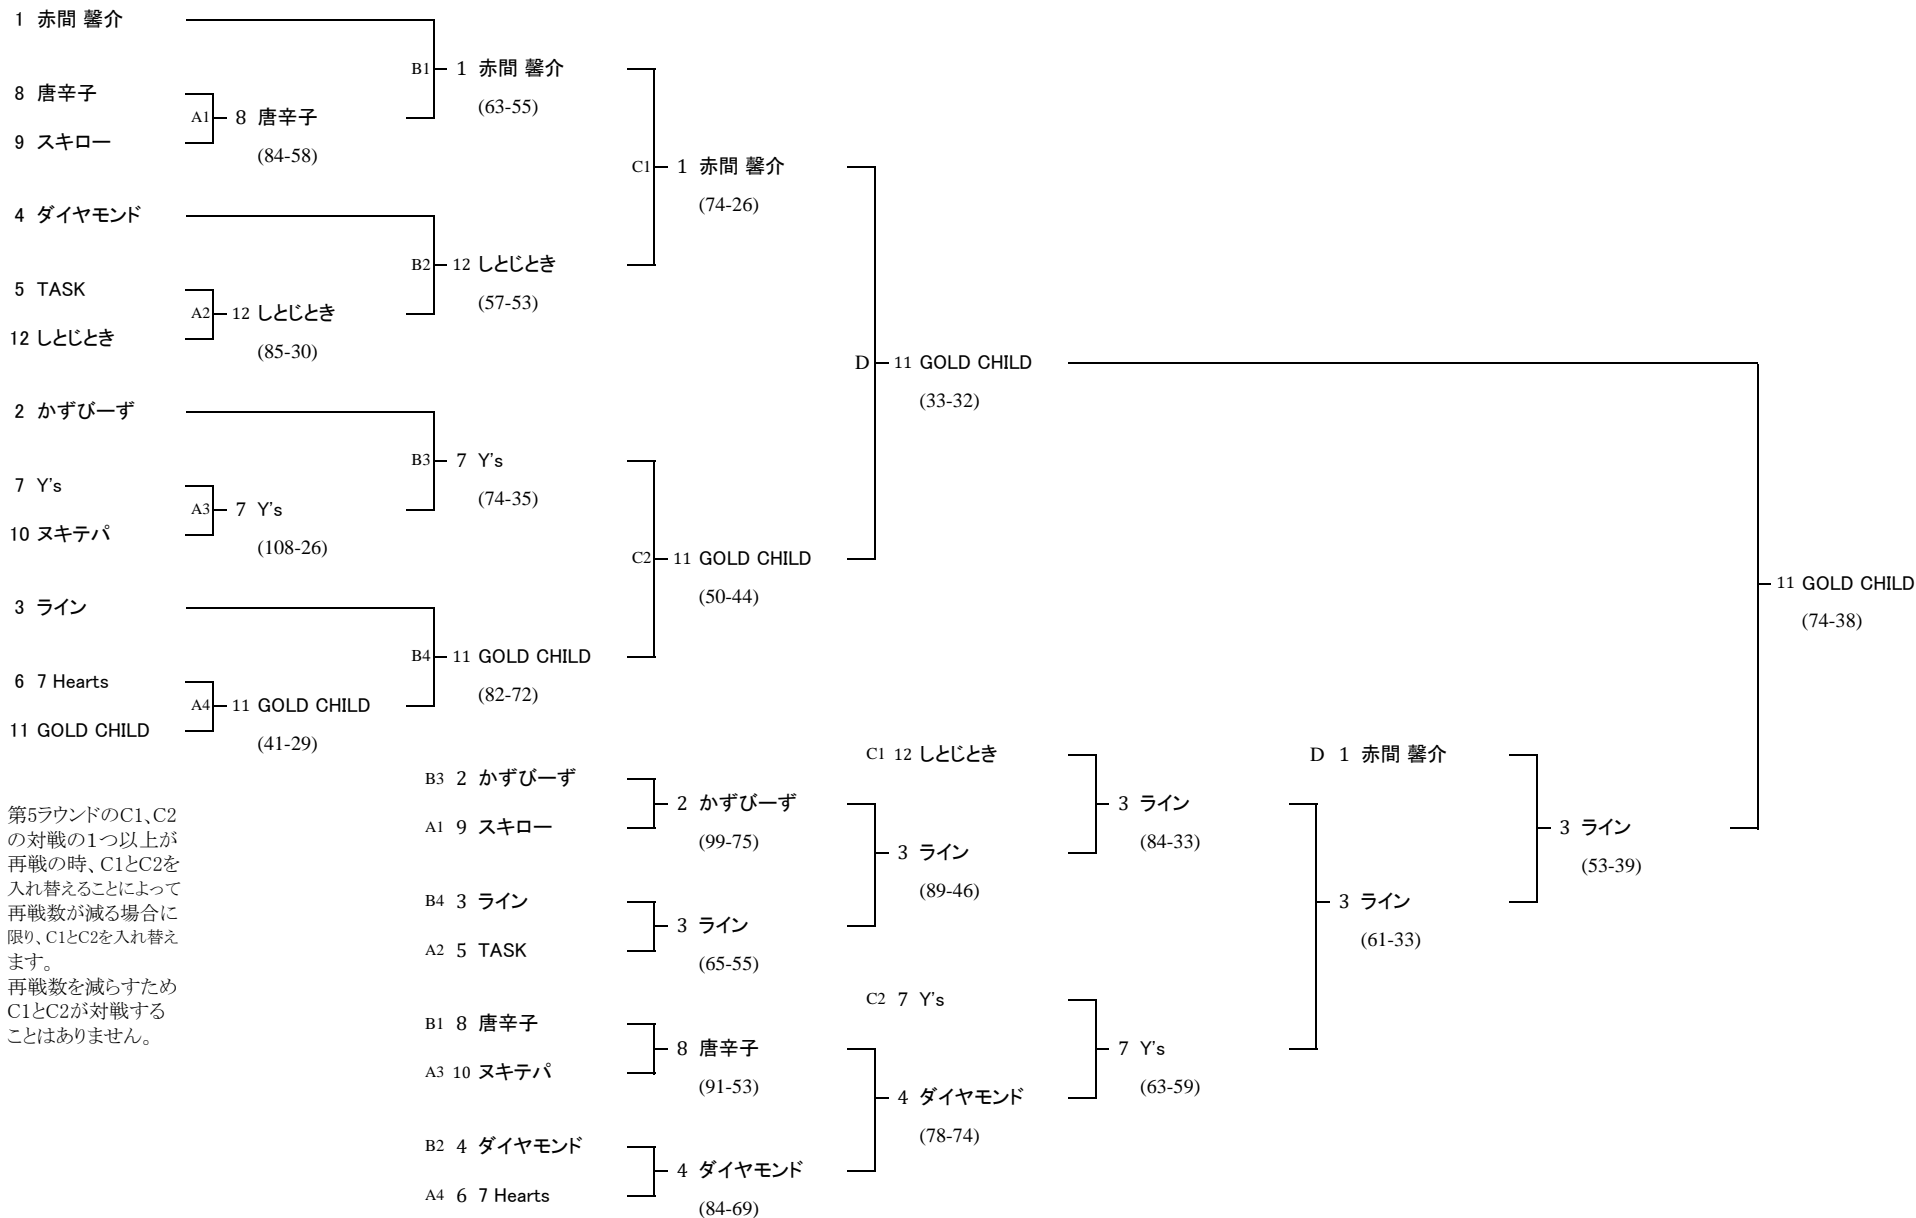 1 赤間 馨介
8 唐辛子
9 スキロー
4 ダイヤモンド
5 TASK
12 しとじとき
2 かずびーず
7 Y's
10 ヌキテパ
3 ライン
6 7 Hearts
11 GOLD CHILD
A1 8 唐辛子
(84-58)
A2 12 しとじとき
(85-30)
A3 7 Y's
(108-26)
A4 11 GOLD CHILD
(41-29)
B1 1 赤間 馨介
(63-55)
B2 12 しとじとき
(57-53)
B3 7 Y's
(74-35)
B4 11 GOLD CHILD
(82-72)
C1 1 赤間 馨介
(74-26)
C2 11 GOLD CHILD
(50-44)
D 11 GOLD CHILD
(33-32)
11 GOLD CHILD
(74-38)
第5ラウンドのC1、C2
の対戦の1つ以上が
再戦の時、C1とC2を
入れ替えることによって
再戦数が減る場合に
限り、C1とC2を入れ替え
ます。
再戦数を減らすため
C1とC2が対戦する
ことはありません。
B3 2 かずびーず
A1 9 スキロー
B4 3 ライン
A2 5 TASK
B1 8 唐辛子
A3 10 ヌキテパ
B2 4 ダイヤモンド
A4 6 7 Hearts
2 かずびーず
(99-75)
3 ライン
(65-55)
8 唐辛子
(91-53)
4 ダイヤモンド
(84-69)
C1 12 しとじとき
3 ライン
(89-46)
C2 7 Y's
4 ダイヤモンド
(78-74)
3 ライン
(84-33)
7 Y's
(63-59)
D 1 赤間 馨介
3 ライン
(61-33)
3 ライン
(53-39)